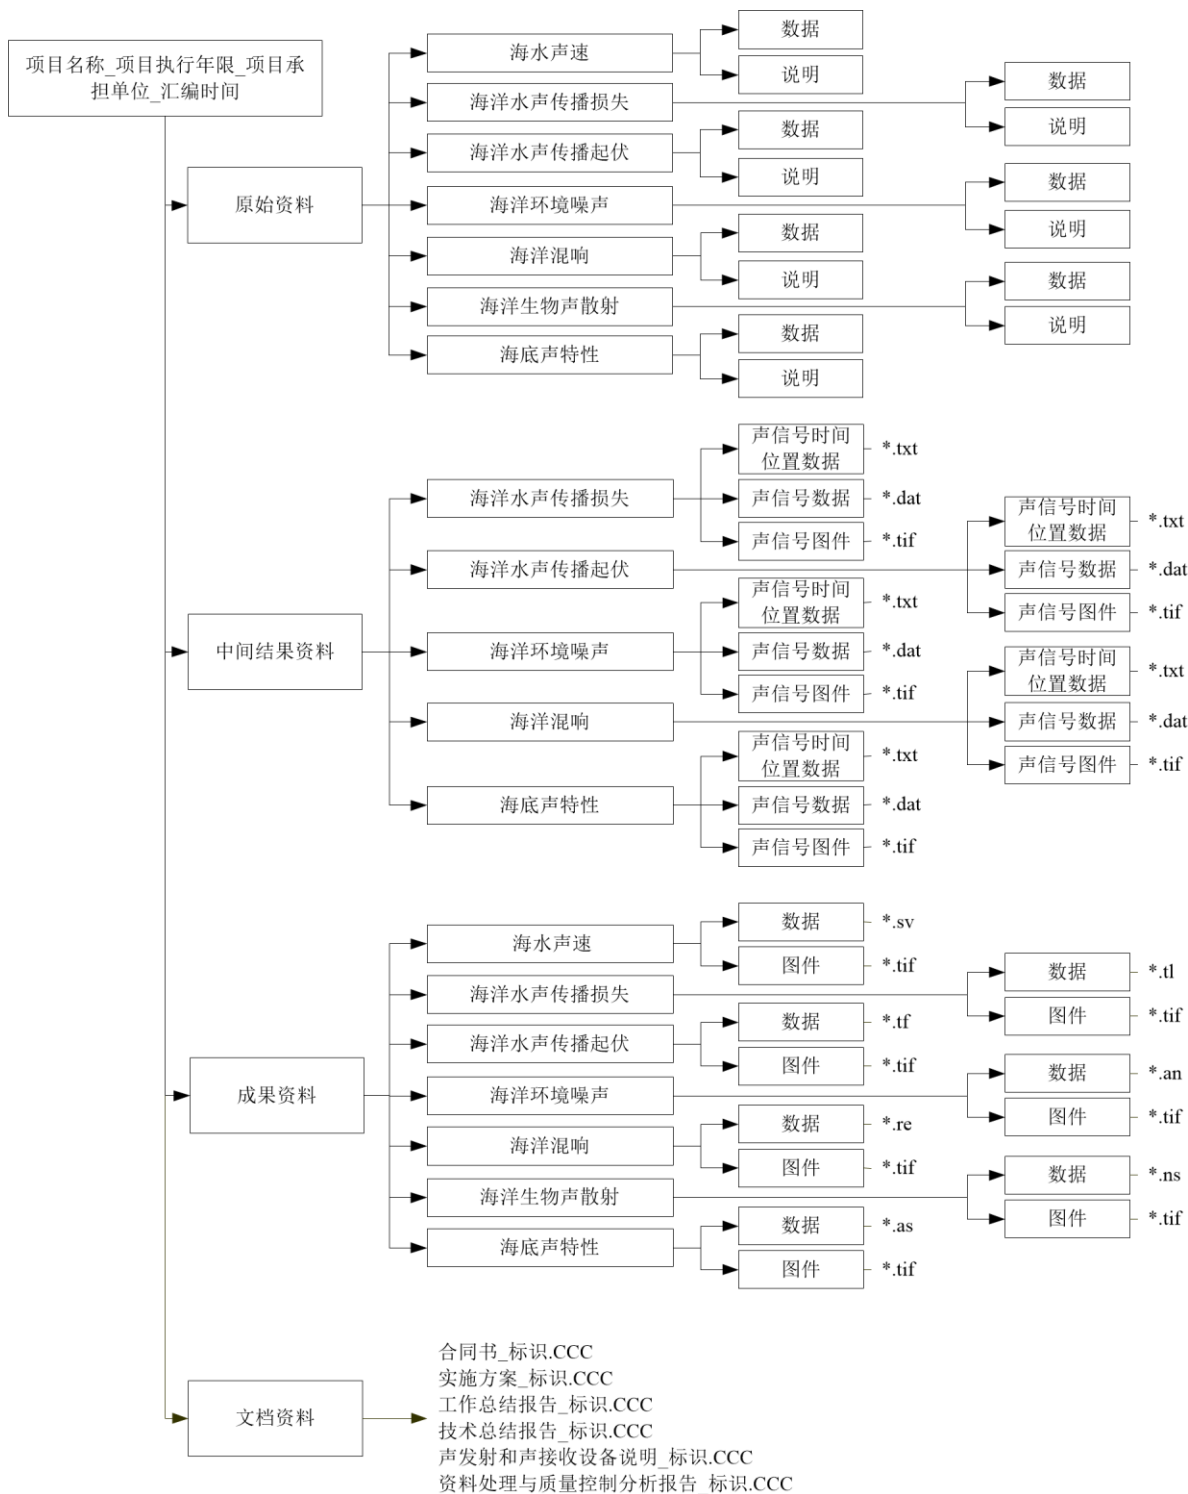 项目名称_项目执行年限_项目承
担单位_汇编时间
原始资料
海水声速
数据
说明
海洋水声传播损失
数据
说明
海洋水声传播起伏
数据
说明
海洋环境噪声
数据
说明
海洋混响
数据
说明
海洋生物声散射
数据
说明
海底声特性
数据
说明
中间结果资料
海洋水声传播损失
声信号时间
位置数据
*.txt
声信号数据
*.dat
声信号图件
*.tif
海洋水声传播起伏
声信号时间
位置数据
*.txt
声信号数据
*.dat
声信号图件
*.tif
海洋环境噪声
声信号时间
位置数据
*.txt
声信号数据
*.dat
声信号图件
*.tif
海洋混响
声信号时间
位置数据
*.txt
声信号数据
*.dat
声信号图件
*.tif
海底声特性
声信号时间
位置数据
*.txt
声信号数据
*.dat
声信号图件
*.tif
成果资料
海水声速
数据
*.sv
图件
*.tif
海洋水声传播损失
数据
*.tl
图件
*.tif
海洋水声传播起伏
数据
*.tf
图件
*.tif
海洋环境噪声
数据
*.an
图件
*.tif
海洋混响
数据
*.re
图件
*.tif
海洋生物声散射
数据
*.ns
图件
*.tif
海底声特性
数据
*.as
图件
*.tif
文档资料
合同书_标识.CCC
实施方案_标识.CCC
工作总结报告_标识.CCC
技术总结报告_标识.CCC
声发射和声接收设备说明_标识.CCC
资料处理与质量控制分析报告_标识.CCC